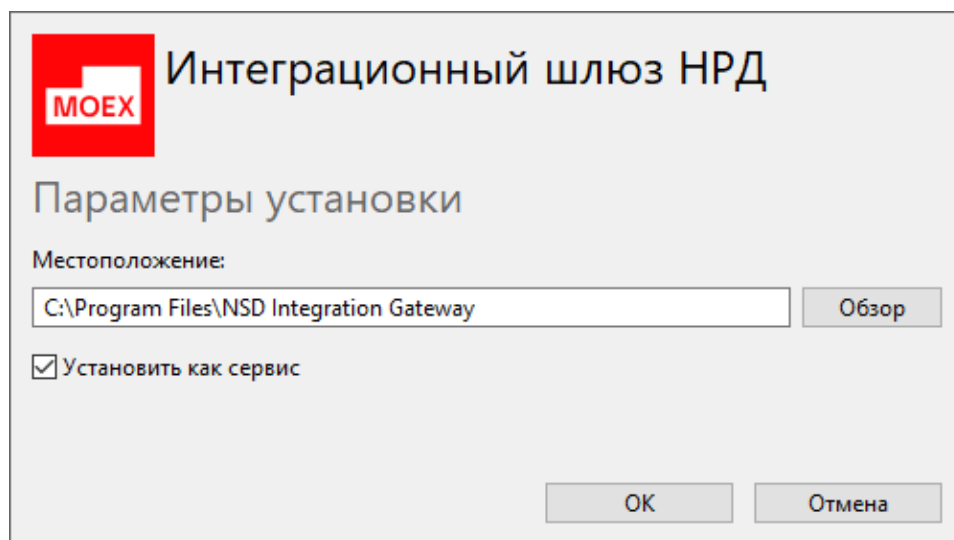 MOEX
Интеграционный шлюз НРД
Параметры установки
Местоположение:
C:\Program Files\NSD Integration Gateway
Обзор
Установить как сервис
OK
Отмена